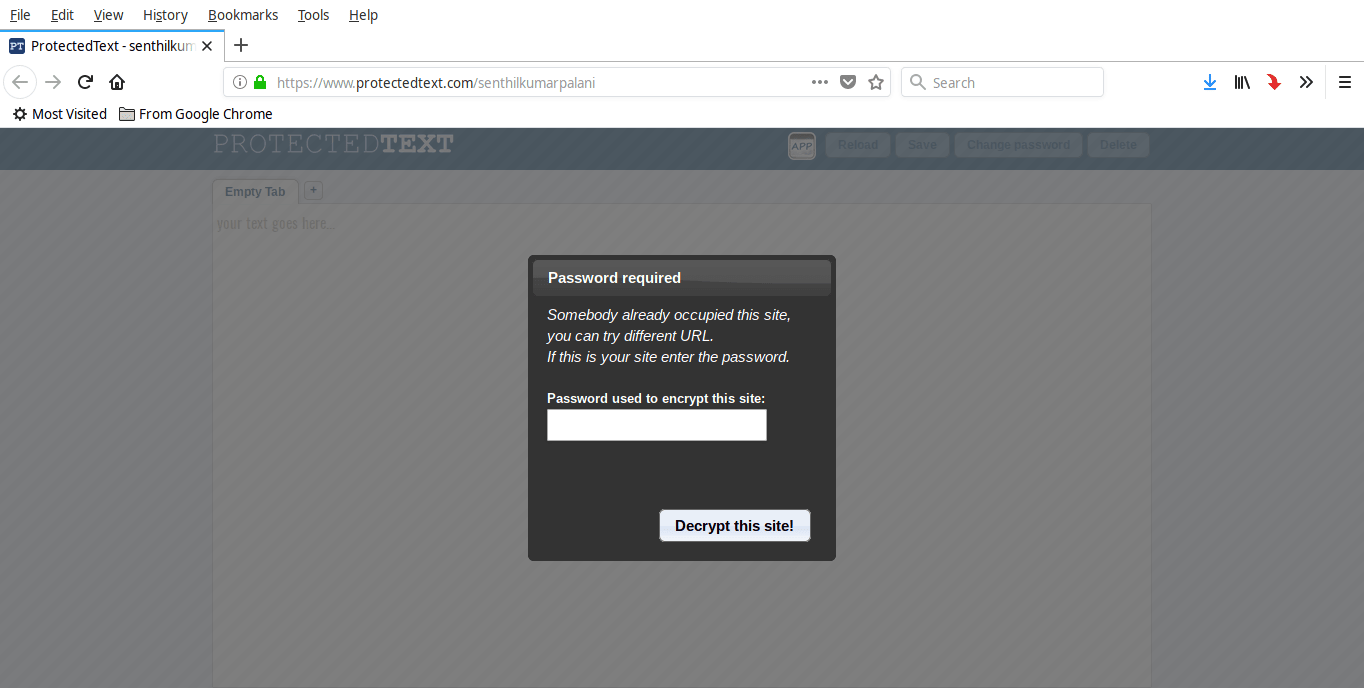 File Edit View History Bookmarks Tools Help
PT ProtectedText - senthilkum
https://www.protectedtext.com/senthilkumarpalani
Search
Most Visited From Google Chrome
PROTECTEDTEXT APP Reload Save Change password Delete
Empty Tab +
your text goes here...
Password required
Somebody already occupied this site,
you can try different URL.
If this is your site enter the password.
Password used to encrypt this site:
Decrypt this site!